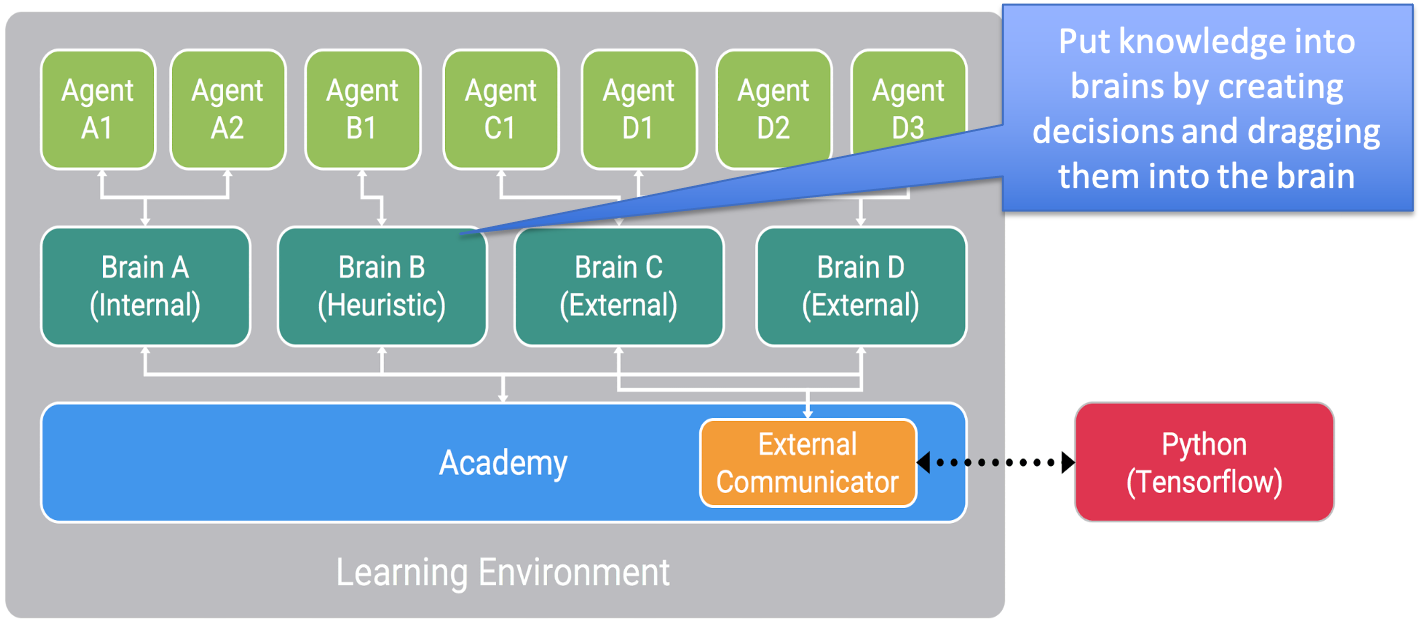 Agent
A1
Agent
A2
Agent
B1
Agent
C1
Agent
D1
Agent
D2
Agent
D3
Put knowledge into
brains by creating
decisions and dragging
them into the brain
Brain A
(Internal)
Brain B
(Heuristic)
Brain C
(External)
Brain D
(External)
Academy
External
Communicator
Python
(Tensorflow)
Learning Environment